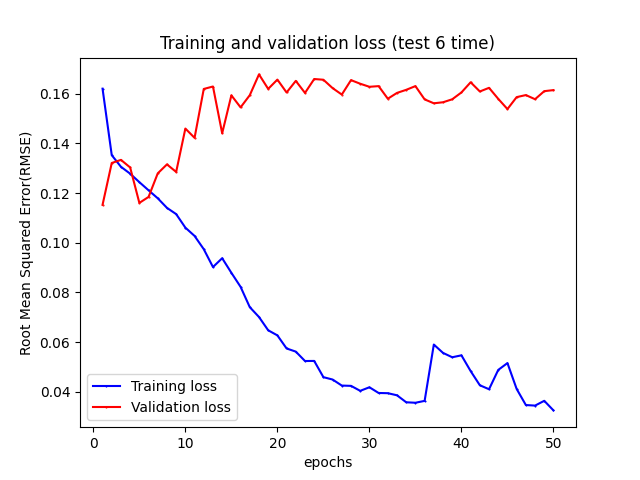 Training and validation loss (test 6 time)
Root Mean Squared Error(RMSE)
0.16
0.14
0.12
0.10
0.08
0.06
0.04
Training loss
Validation loss
0
10
20
30
40
50
epochs